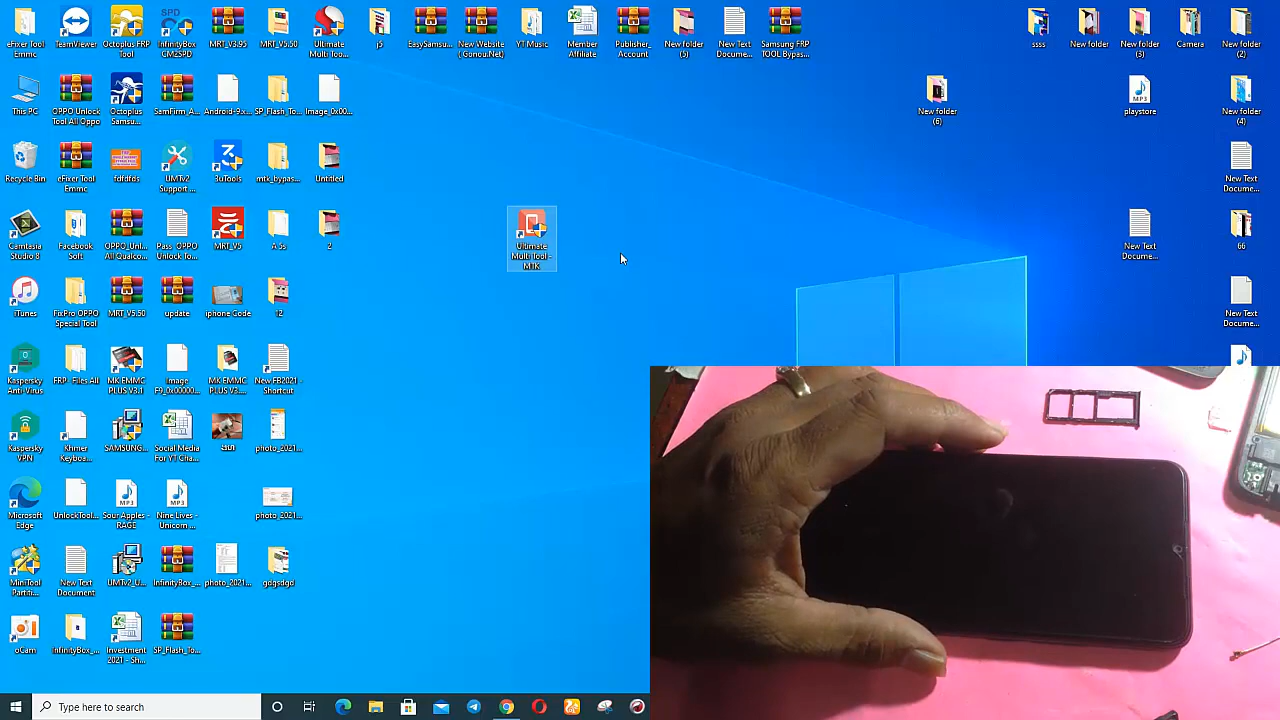 eFixer Tool
Emmc
TeamViewer
Octoplus FRP
Tool
InfinityBox
CM2SPD
MRT_V3.95
MRT_V5.50
Ultimate
Multi Too...
j5
EasySamsu...
New Website
(Gonou.Net)
YT Music
Member
Affiliate
Publisher_
Account
New folder
(5)
New Text
Docume...
Samsung FRP
TOOL Bypas...
ssss
New folder
New folder
(3)
Camera
New folder
(2)
This PC
OPPO Unlock
Tool All Oppo
Octoplus
Samsu...
SamFirm_A...
Android-9x...
SP_Flash_To...
Image_0x00...
New folder
(6)
playstore
New folder
(4)
Recycle Bin
eFixer Tool
Emmc
fdfdfds
UMTv2
Support ...
3uTools
mtk_bypas...
Untitled
New Text
Docume...
Camtasia
Studio 8
Facebook
Soft
OPPO_Unl...
All Qualco...
Pass_OPPO
Unlock To...
MRT_V5
A 5s
2
Ultimate
Multi Tool -
MTK
New Text
Docume...
66
iTunes
FixPro OPPO
Special Tool
MRT_V5.50
update
iphone Code
12
New Text
Docume...
Kaspersky
Anti-Virus
FRP - Files All
MK EMMC
PLUS V3.1
Image
F9_0x00000...
MK EMMC
PLUS V3....
New FB2021 -
Shortcut
Kaspersky
VPN
Khmer
Keyboa...
SAMSUNG...
Social Media
For YT Cha...
photo_2021...
Microsoft
Edge
UnlockTool...
Sour Apples -
RAGE
Nine Lives -
Unicorn ...
photo_2021...
MiniTool
Partiti...
New Text
Document
UMTv2_U...
InfinityBox_...
photo_2021...
gdgsdgd
oCam
InfinityBox_...
Investment
2021 - Sh...
SP_Flash_To...
Type here to search